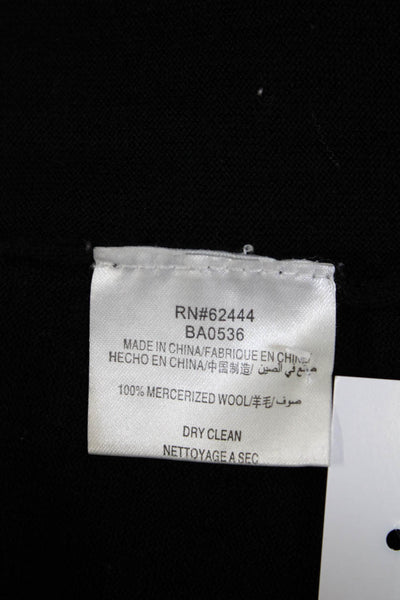 RN#62444
BA0536
MADE IN CHINA/FABRIQUE EN CHINE/
HECHO EN CHINA/中国制造/ صنع في الصين
100% MERCERIZED WOOL/羊毛/ صوف
DRY CLEAN
NETTOYAGE A SEC